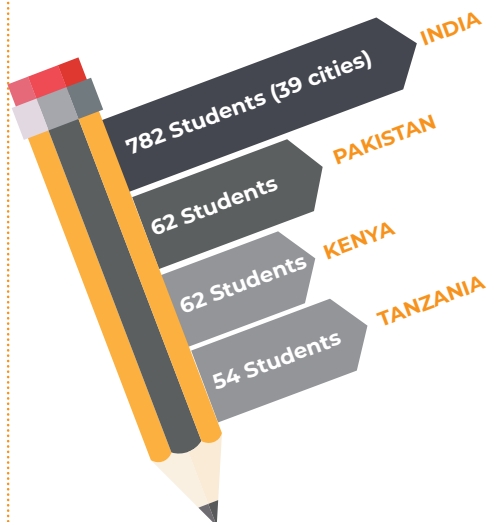 INDIA
782 Students (39 cities)
PAKISTAN
62 Students
KENYA
62 Students
TANZANIA
54 Students